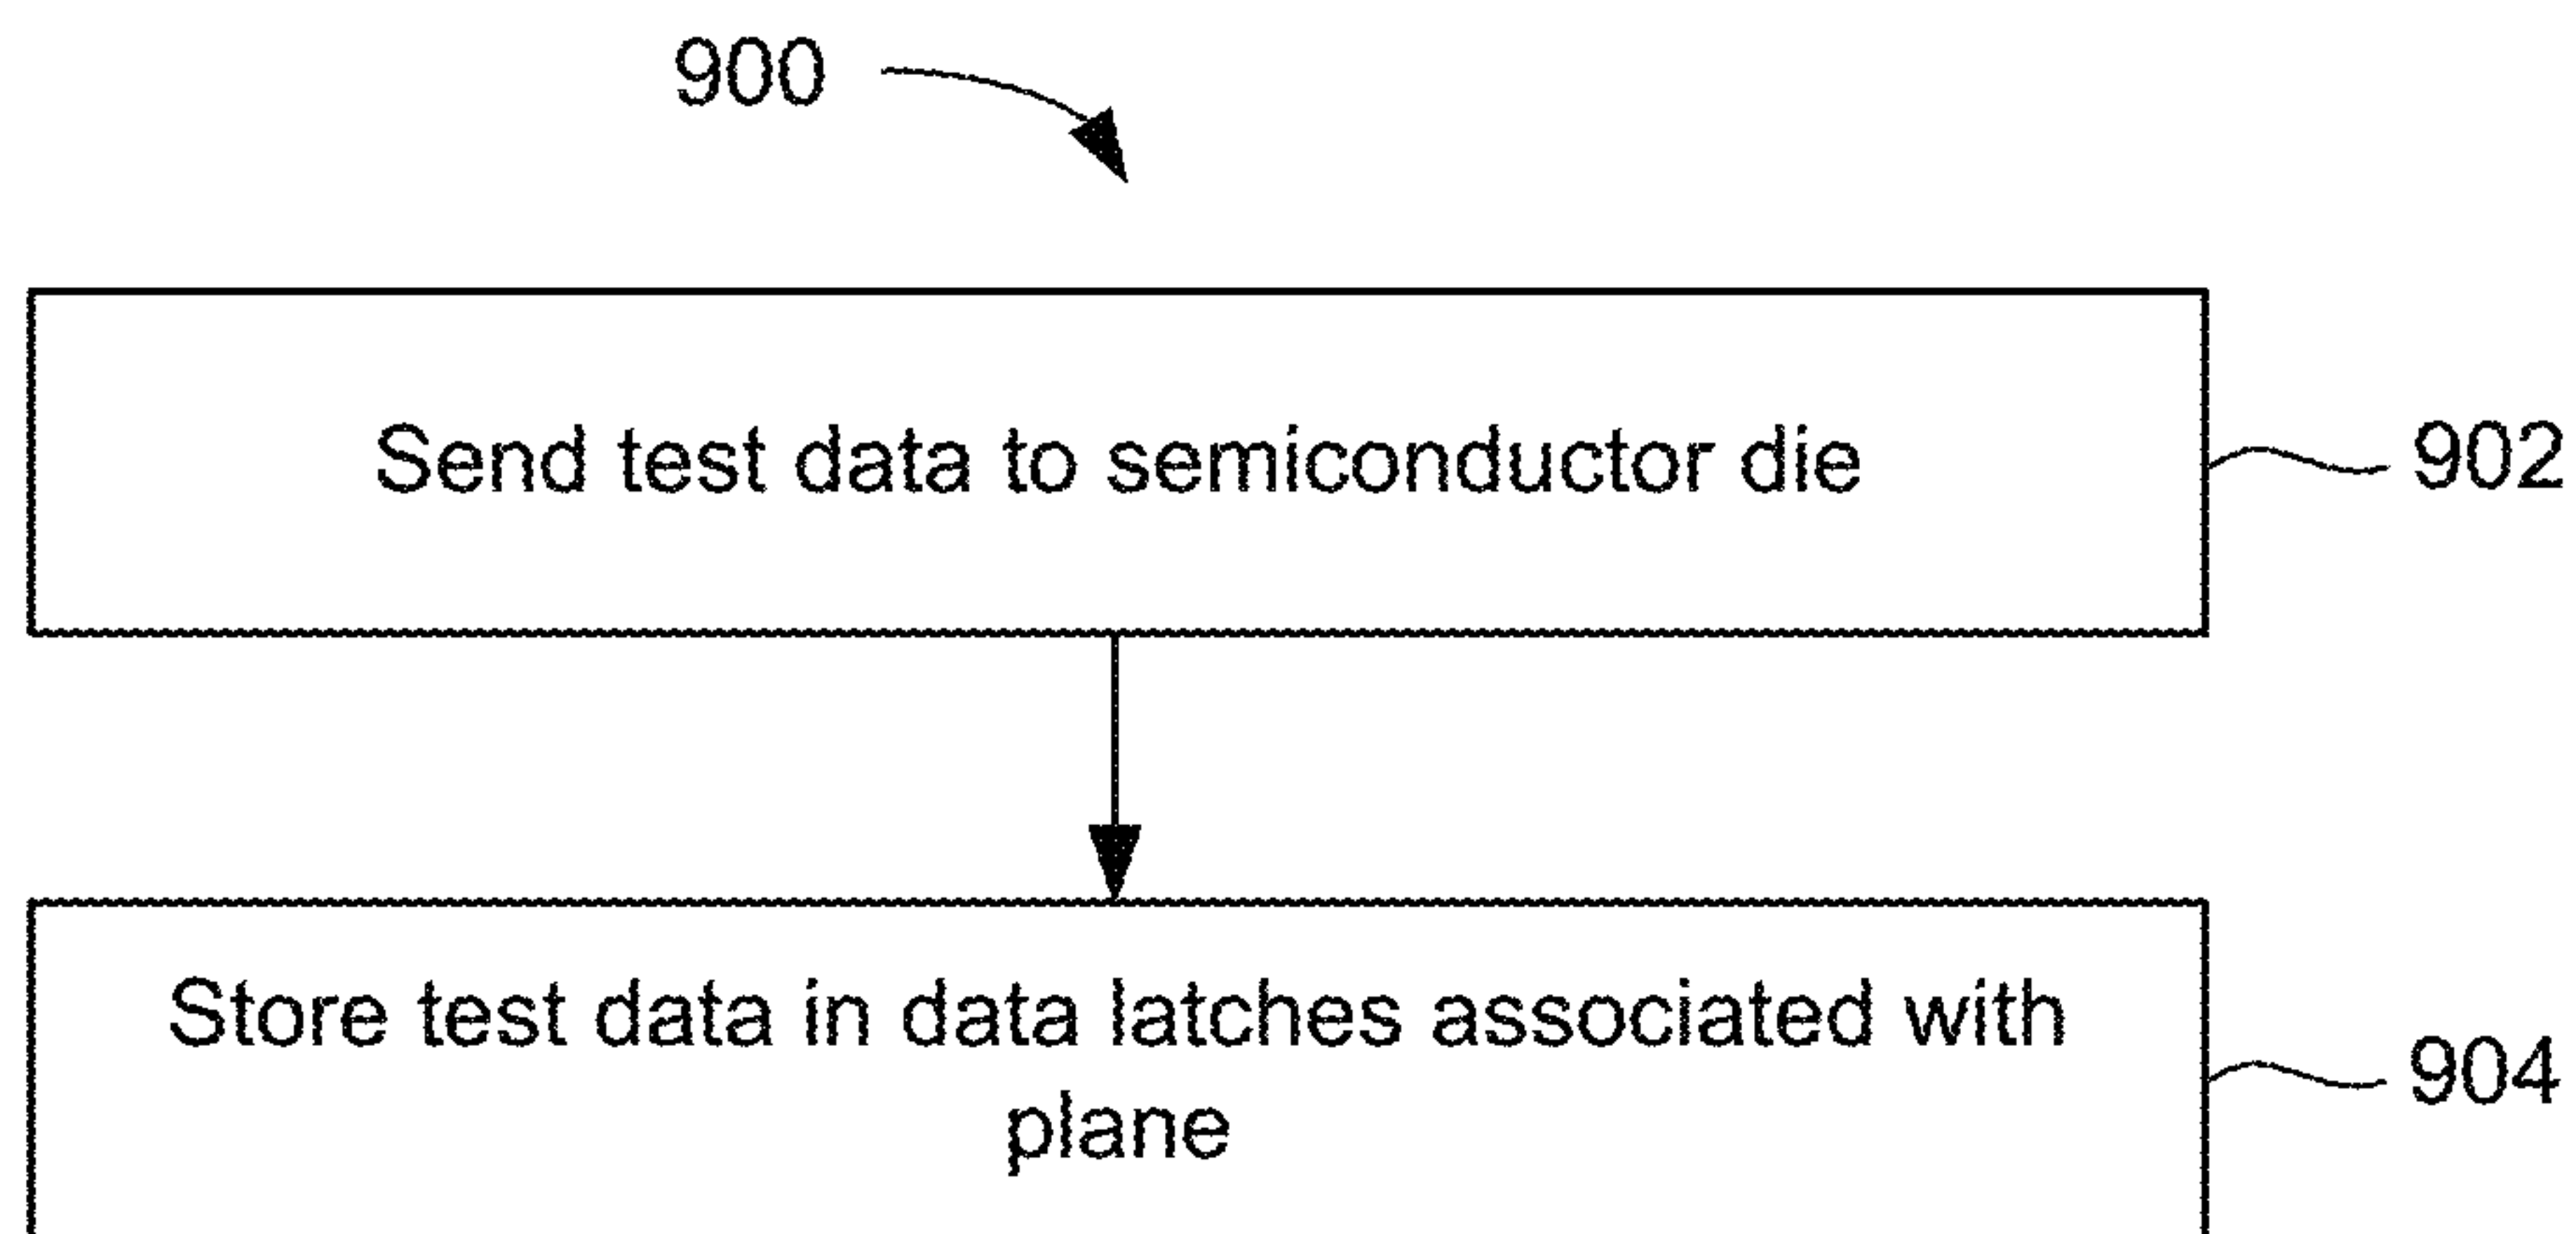 900
Send test data to semiconductor die
902
Store test data in data latches associated with
plane
904